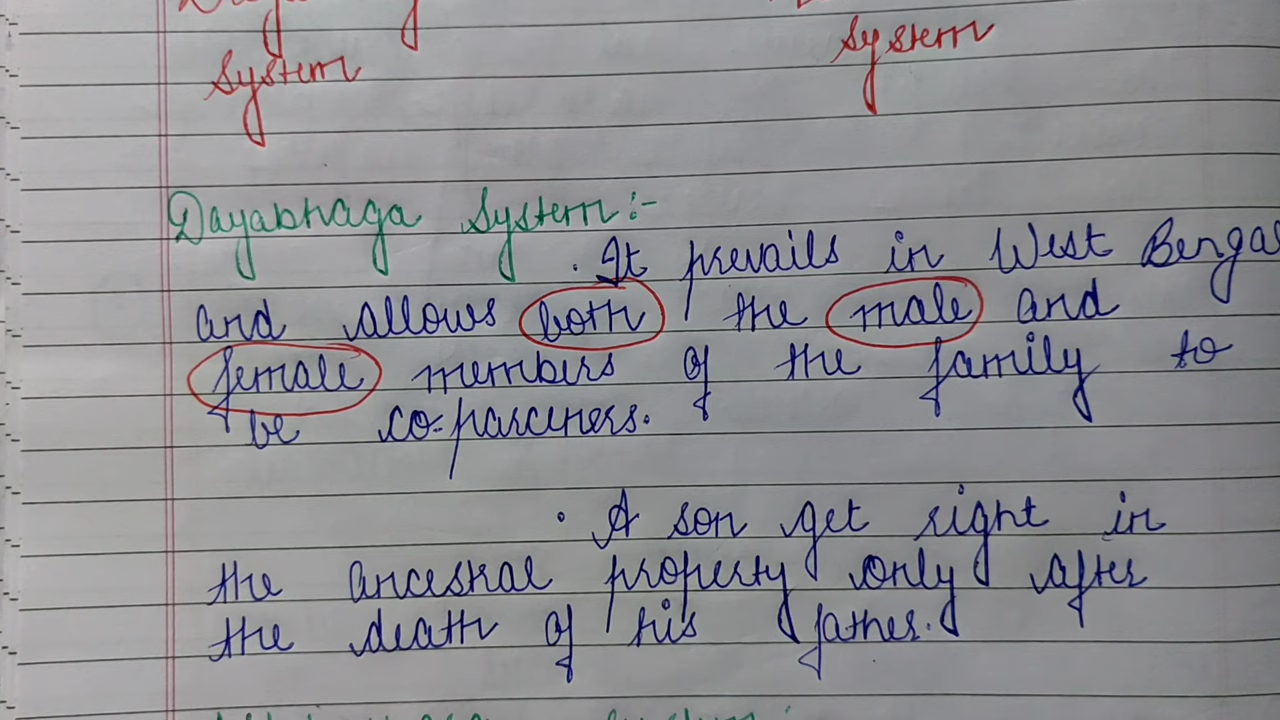 System System
Dayabhaga System:-
. It prevails in West Benga
and allows both the male and
female members of the family to
be co-parceners.
. A son get right in
the ancestral property only after
the death of his father.